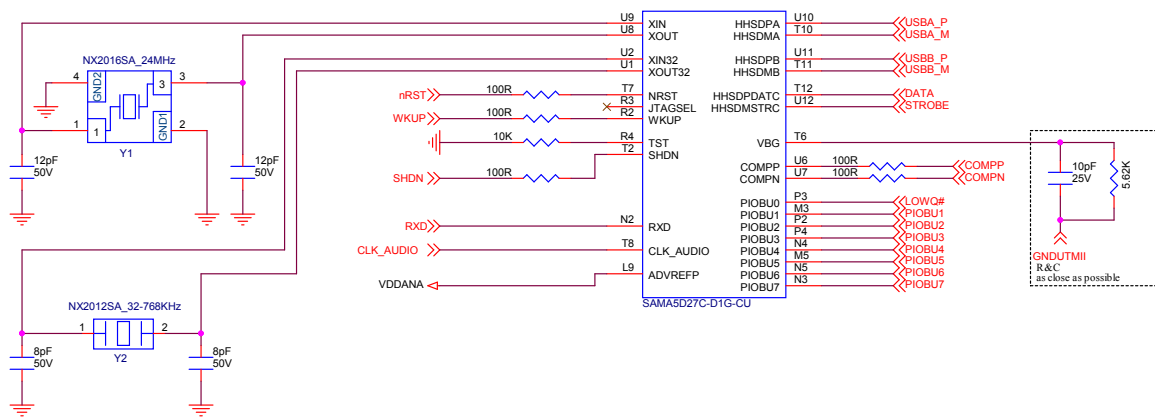 U9 XIN HHSDPA U10 USBA_P
U8 XOUT HHSDMA T10 USBA_M
U2 XIN32 HHSDPB U11 USBB_P
U1 XOUT32 HHSDMB T11 USBB_M
NX2016SA_24MHz
4 GND2 3 3
1 1 GND1 2
Y1
12pF
50V
12pF
50V
nRST 100R T7 NRST HHSDPDATC T12 DATA
R3 JTAGSEL HHSDMSTRC U12 STROBE
WKUP 100R R2 WKUP
10K R4 TST VBG T6
T2 SHDN
SHDN 100R
COMPP U6 100R COMPP
COMPN U7 100R COMPN
10pF
25V
5.62K
GNDUTMII
R&C
as close as possible
PIOBU0 P3 LOWQ#
PIOBU1 M3 PIOBU1
PIOBU2 P2 PIOBU2
PIOBU3 P4 PIOBU3
PIOBU4 N4 PIOBU4
PIOBU5 M5 PIOBU5
PIOBU6 N5 PIOBU6
PIOBU7 N3 PIOBU7
RXD N2 RXD
CLK_AUDIO T8 CLK_AUDIO
VDDANA L9 ADVREFP
SAMA5D27C-D1G-CU
NX2012SA_32-768KHz
1 2
Y2
8pF
50V
8pF
50V